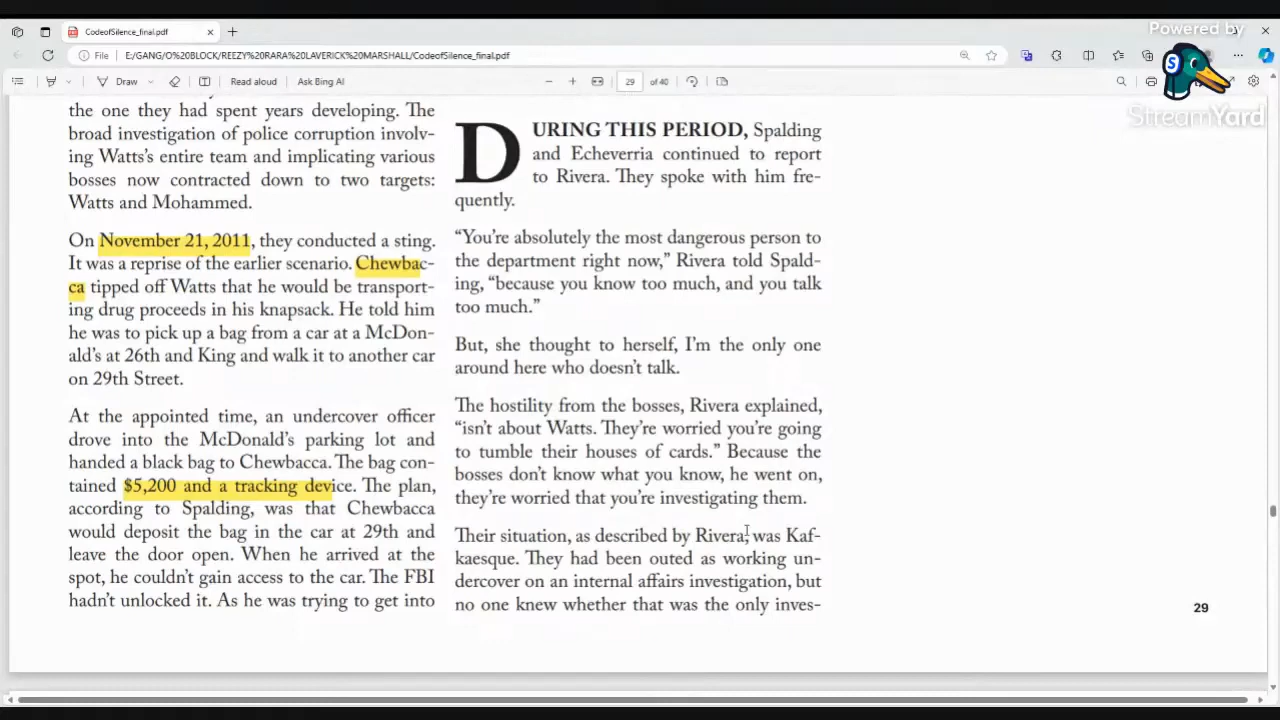 Powered by
StreamYard
CodeofSilence_final.pdf
File
E:/GANG/O%20BLOCK/REEZY%20RARA%20LAVERICK%20MARSHALL/CodeofSilence_final.pdf
Draw
Read aloud
Ask Bing AI
29 of 40
the one they had spent years developing. The
broad investigation of police corruption involv-
ing Watts's entire team and implicating various
bosses now contracted down to two targets:
Watts and Mohammed.
On November 21, 2011, they conducted a sting.
It was a reprise of the earlier scenario. Chewbac-
ca tipped off Watts that he would be transport-
ing drug proceeds in his knapsack. He told him
he was to pick up a bag from a car at a McDon-
ald's at 26th and King and walk it to another car
on 29th Street.
At the appointed time, an undercover officer
drove into the McDonald's parking lot and
handed a black bag to Chewbacca. The bag con-
tained $5,200 and a tracking device. The plan,
according to Spalding, was that Chewbacca
would deposit the bag in the car at 29th and
leave the door open. When he arrived at the
spot, he couldn't gain access to the car. The FBI
hadn't unlocked it. As he was trying to get into
DURING THIS PERIOD, Spalding
and Echeverria continued to report
to Rivera. They spoke with him fre-
quently.
“You're absolutely the most dangerous person to
the department right now,” Rivera told Spald-
ing, “because you know too much, and you talk
too much.”
But, she thought to herself, I'm the only one
around here who doesn't talk.
The hostility from the bosses, Rivera explained,
“isn't about Watts. They're worried you're going
to tumble their houses of cards.” Because the
bosses don't know what you know, he went on,
they're worried that you're investigating them.
Their situation, as described by Rivera, was Kaf-
kaesque. They had been outed as working un-
dercover on an internal affairs investigation, but
no one knew whether that was the only inves-
29